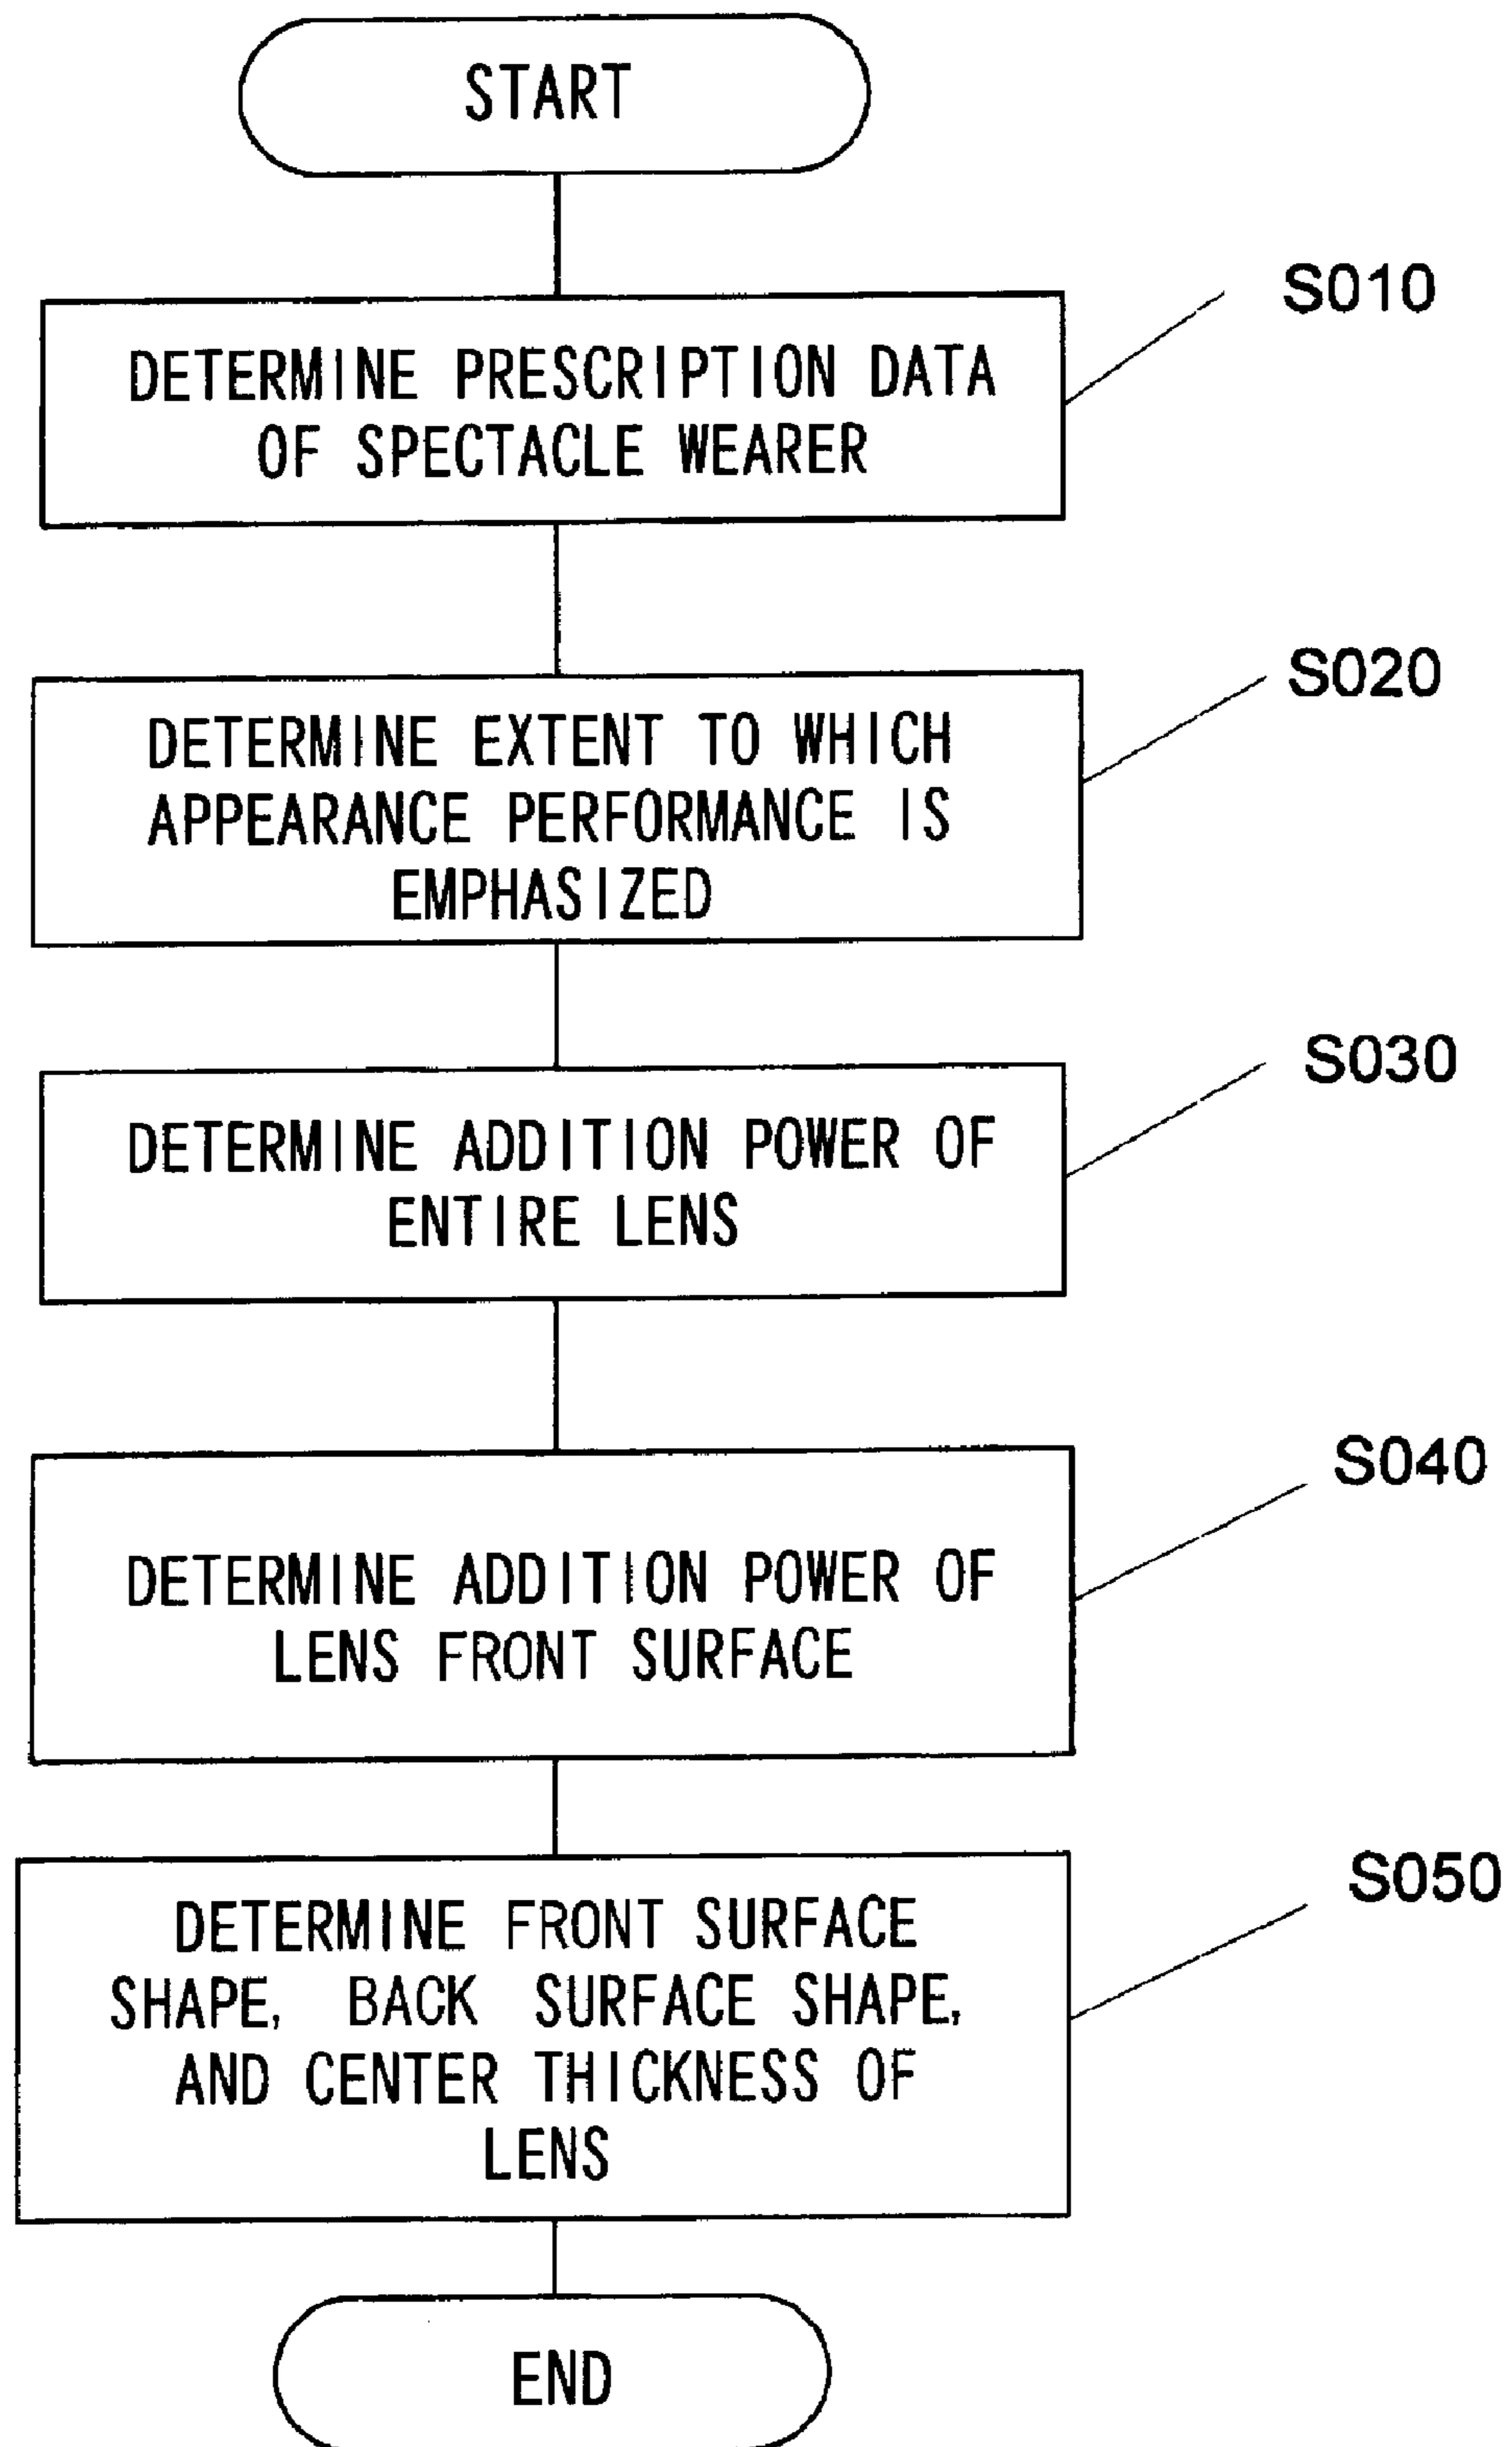 START
S010
DETERMINE PRESCRIPTION DATA
OF SPECTACLE WEARER
S020
DETERMINE EXTENT TO WHICH
APPEARANCE PERFORMANCE IS
EMPHASIZED
S030
DETERMINE ADDITION POWER OF
ENTIRE LENS
S040
DETERMINE ADDITION POWER OF
LENS FRONT SURFACE
S050
DETERMINE FRONT SURFACE
SHAPE, BACK SURFACE SHAPE,
AND CENTER THICKNESS OF
LENS
END